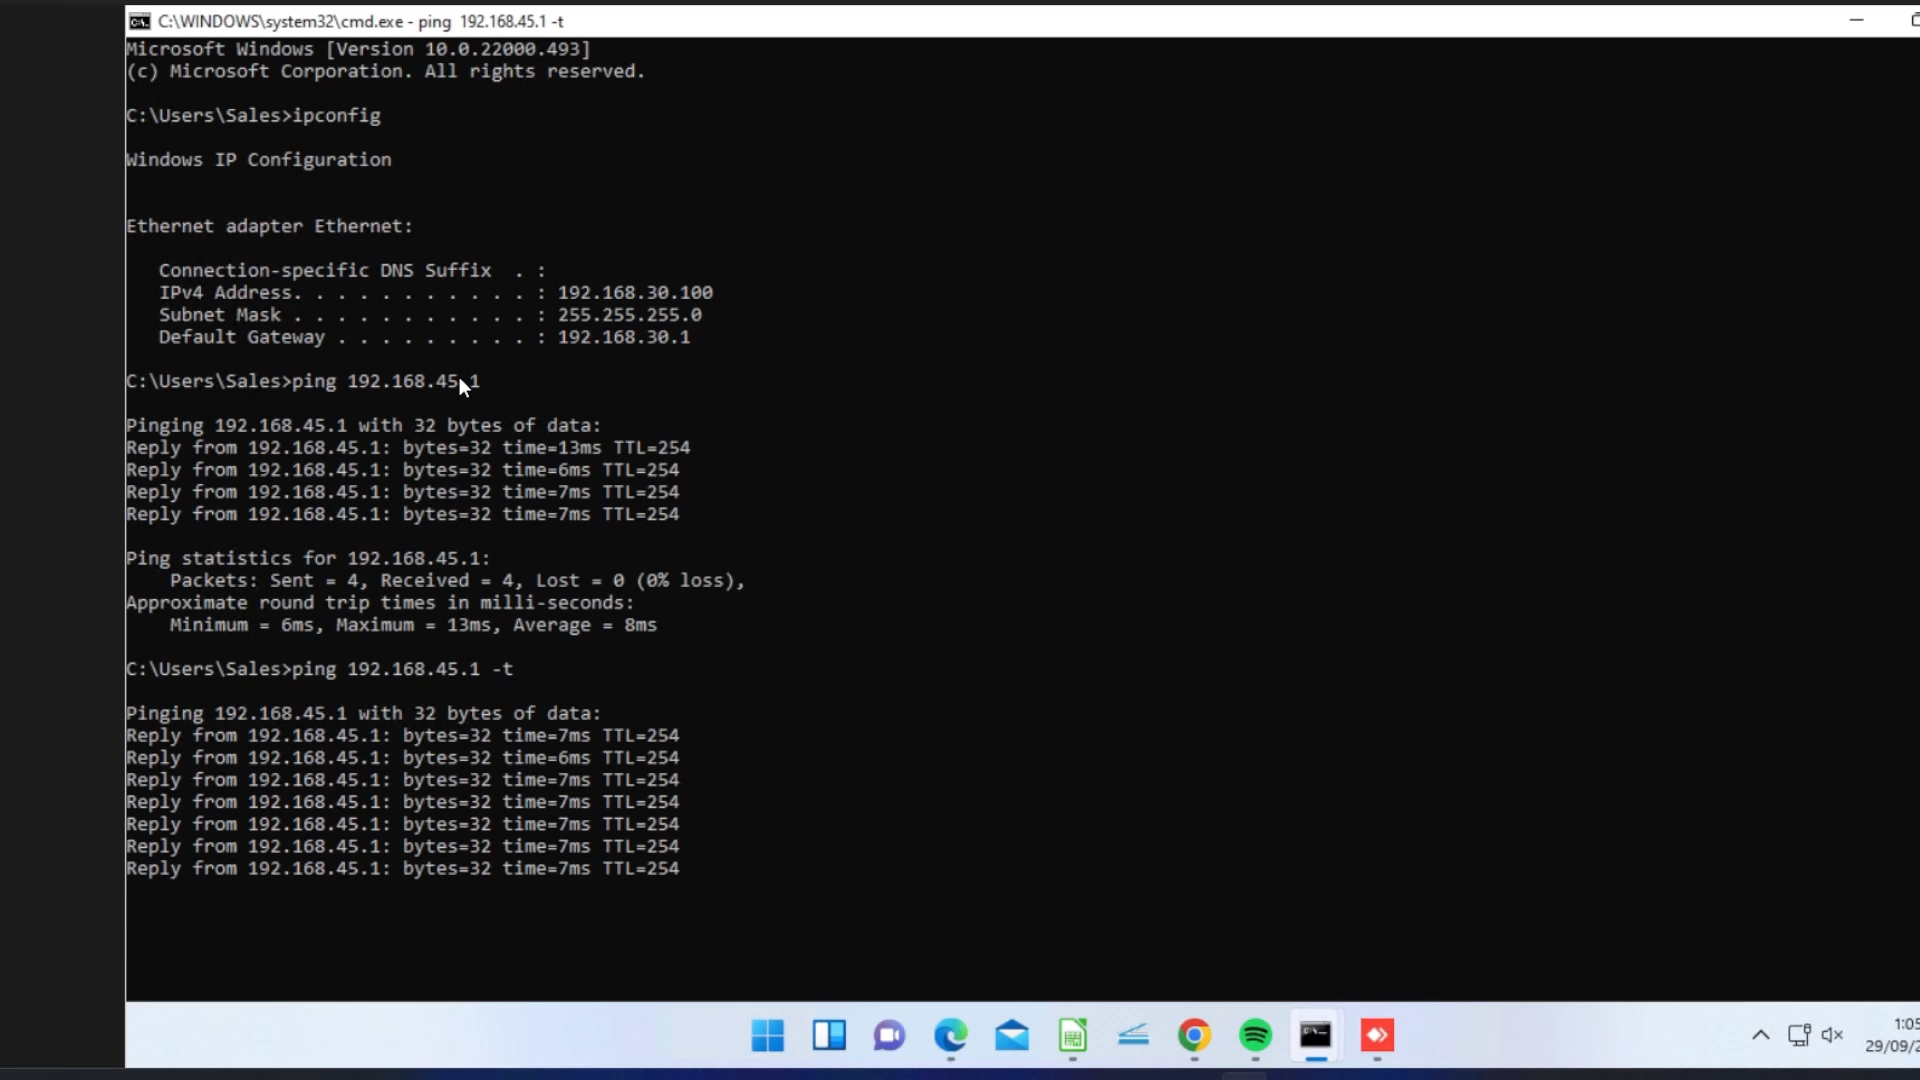 C:\WINDOWS\system32\cmd.exe - ping  192.168.45.1 -t
Microsoft Windows [Version 10.0.22000.493]
(c) Microsoft Corporation. All rights reserved.
C:\Users\Sales>ipconfig
Windows IP Configuration
Ethernet adapter Ethernet:
   Connection-specific DNS Suffix  . :
   IPv4 Address. . . . . . . . . . . : 192.168.30.100
   Subnet Mask . . . . . . . . . . . : 255.255.255.0
   Default Gateway . . . . . . . . . : 192.168.30.1
C:\Users\Sales>ping 192.168.45.1
Pinging 192.168.45.1 with 32 bytes of data:
Reply from 192.168.45.1: bytes=32 time=13ms TTL=254
Reply from 192.168.45.1: bytes=32 time=6ms TTL=254
Reply from 192.168.45.1: bytes=32 time=7ms TTL=254
Reply from 192.168.45.1: bytes=32 time=7ms TTL=254
Ping statistics for 192.168.45.1:
    Packets: Sent = 4, Received = 4, Lost = 0 (0% loss),
Approximate round trip times in milli-seconds:
    Minimum = 6ms, Maximum = 13ms, Average = 8ms
C:\Users\Sales>ping 192.168.45.1 -t
Pinging 192.168.45.1 with 32 bytes of data:
Reply from 192.168.45.1: bytes=32 time=7ms TTL=254
Reply from 192.168.45.1: bytes=32 time=6ms TTL=254
Reply from 192.168.45.1: bytes=32 time=7ms TTL=254
Reply from 192.168.45.1: bytes=32 time=7ms TTL=254
Reply from 192.168.45.1: bytes=32 time=7ms TTL=254
Reply from 192.168.45.1: bytes=32 time=7ms TTL=254
Reply from 192.168.45.1: bytes=32 time=7ms TTL=254
1:05
29/09/2